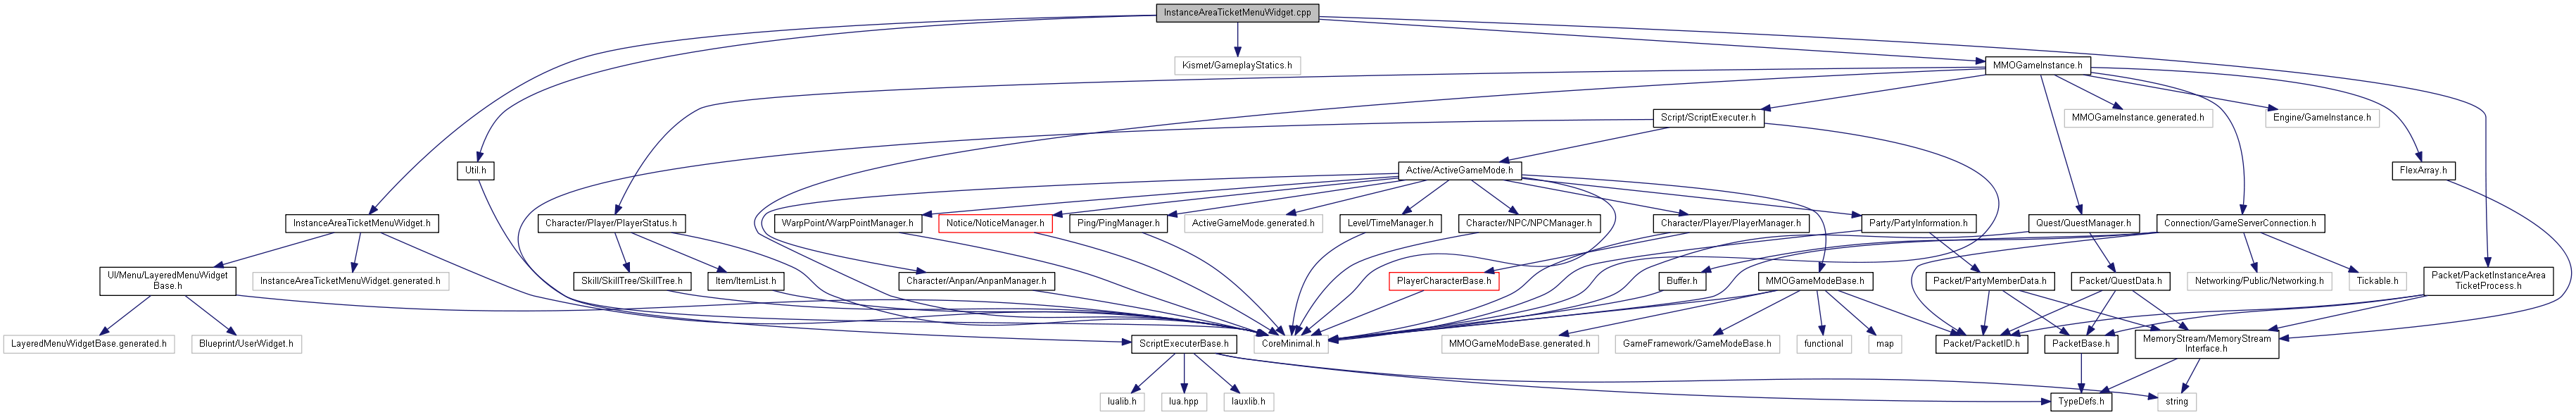 InstanceAreaTicketMenuWidget.cpp
Kismet/GameplayStatics.h
MMOGameInstance.h
Script/ScriptExecuter.h
MMOGameInstance.generated.h
Engine/GameInstance.h
Util.h
Active/ActiveGameMode.h
FlexArray.h
InstanceAreaTicketMenuWidget.h
Character/Player/PlayerStatus.h
WarpPoint/WarpPointManager.h
Notice/NoticeManager.h
Ping/PingManager.h
ActiveGameMode.generated.h
Level/TimeManager.h
Character/NPC/NPCManager.h
Character/Player/PlayerManager.h
Party/PartyInformation.h
Quest/QuestManager.h
Connection/GameServerConnection.h
UI/Menu/LayeredMenuWidget
Base.h
InstanceAreaTicketMenuWidget.generated.h
Skill/SkillTree/SkillTree.h
Item/ItemList.h
Character/Anpan/AnpanManager.h
PlayerCharacterBase.h
Buffer.h
MMOGameModeBase.h
Packet/PartyMemberData.h
Packet/QuestData.h
Networking/Public/Networking.h
Tickable.h
Packet/PacketInstanceArea
TicketProcess.h
LayeredMenuWidgetBase.generated.h
Blueprint/UserWidget.h
ScriptExecuterBase.h
CoreMinimal.h
MMOGameModeBase.generated.h
GameFramework/GameModeBase.h
functional
map
Packet/PacketID.h
PacketBase.h
MemoryStream/MemoryStream
Interface.h
lualib.h
lua.hpp
lauxlib.h
TypeDefs.h
string